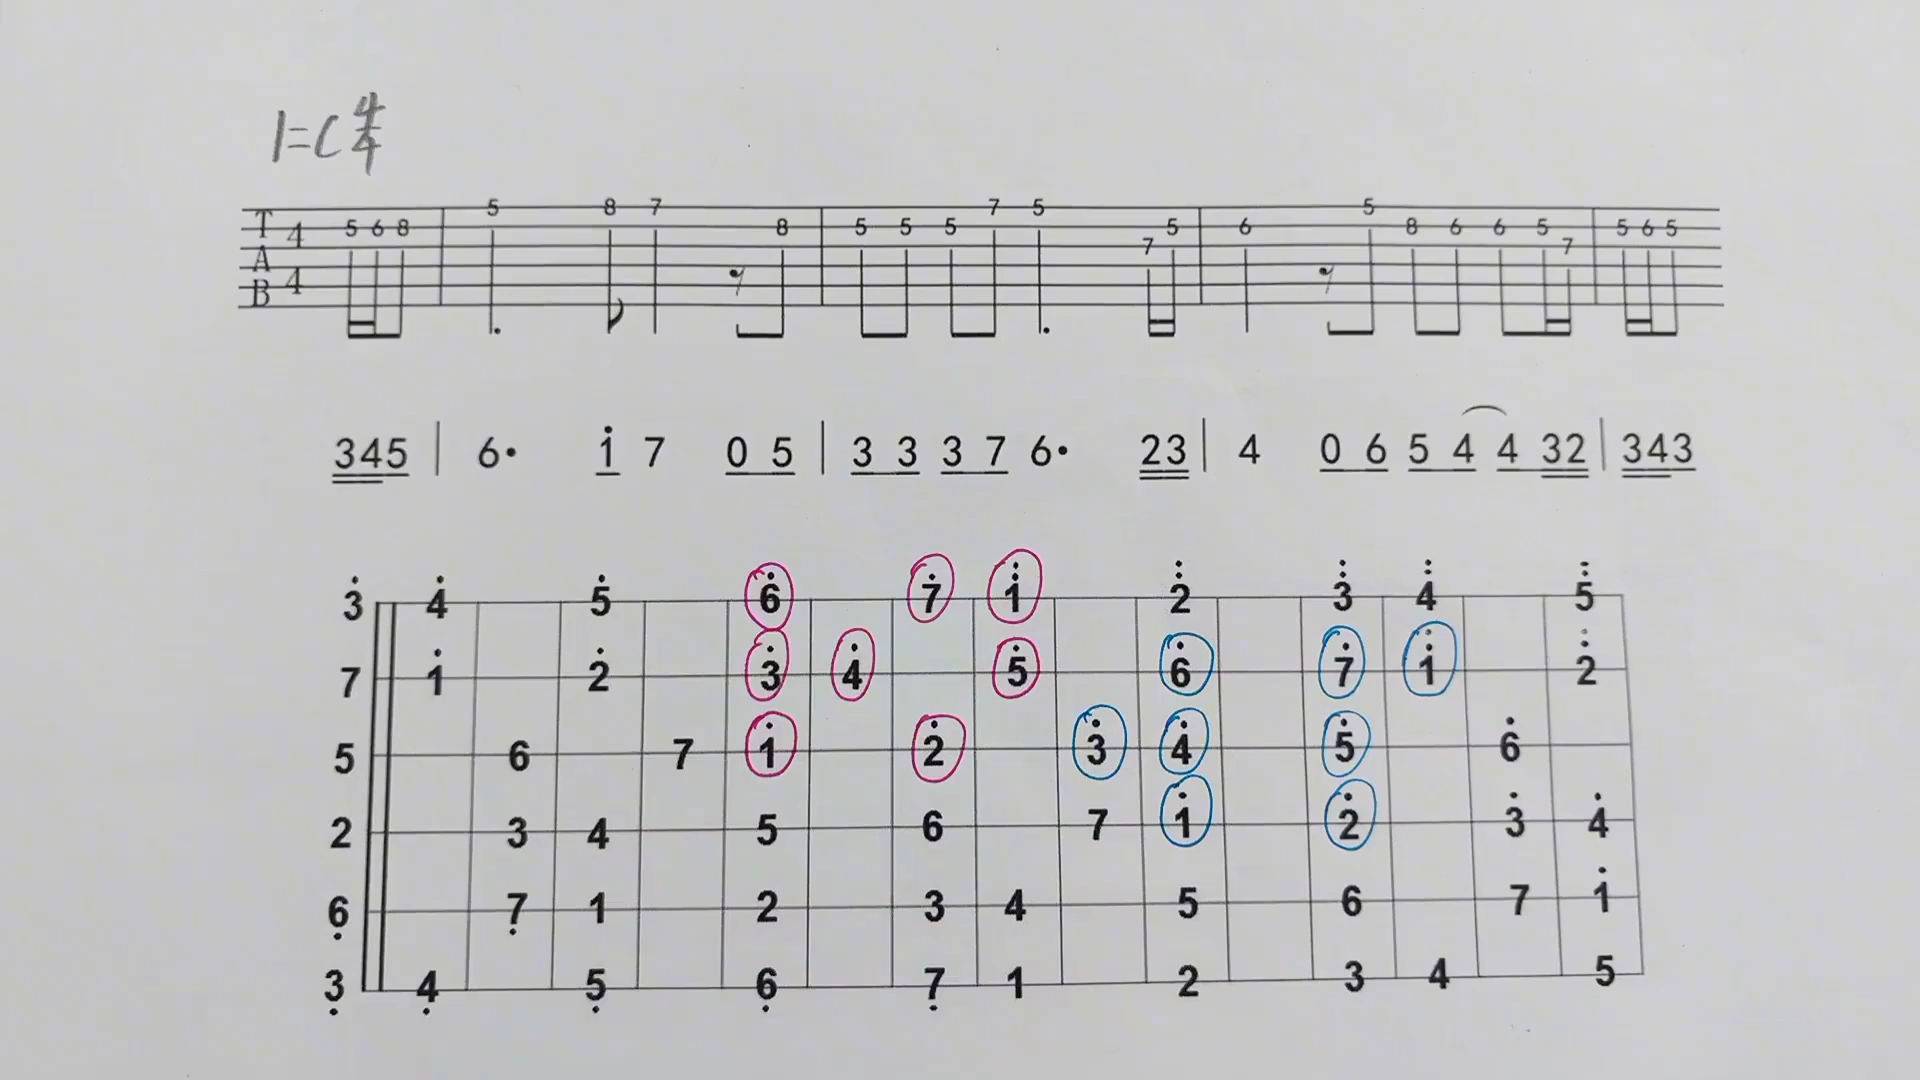 1=C 4/4
T A B 4 4 5 6 8 | 5 8 7 8 | 5 5 5 7 5 7 5 | 6 5 8 6 6 5 7 | 5 6 5
345 | 6· i̇ 7 0 5 | 3 3 3 7 6· 23 | 4 0 6 5 4 4 32 | 343
3̇ 4̇ 5̇ 6̇ 7̇ 1̈ 2̈ 3̈ 4̈ 5̈
7 1̇ 2̇ 3̇ 4̇ 5̇ 6̇ 7̇ 1̈ 2̈
5 6 7 1̇ 2̇ 3̇ 4̇ 5̇ 6̇
2 3 4 5 6 7 1̇ 2̇ 3̇ 4̇
6̣ 7̣ 1 2 3 4 5 6 7 1̇
3̣ 4̣ 5̣ 6̣ 7̣ 1 2 3 4 5